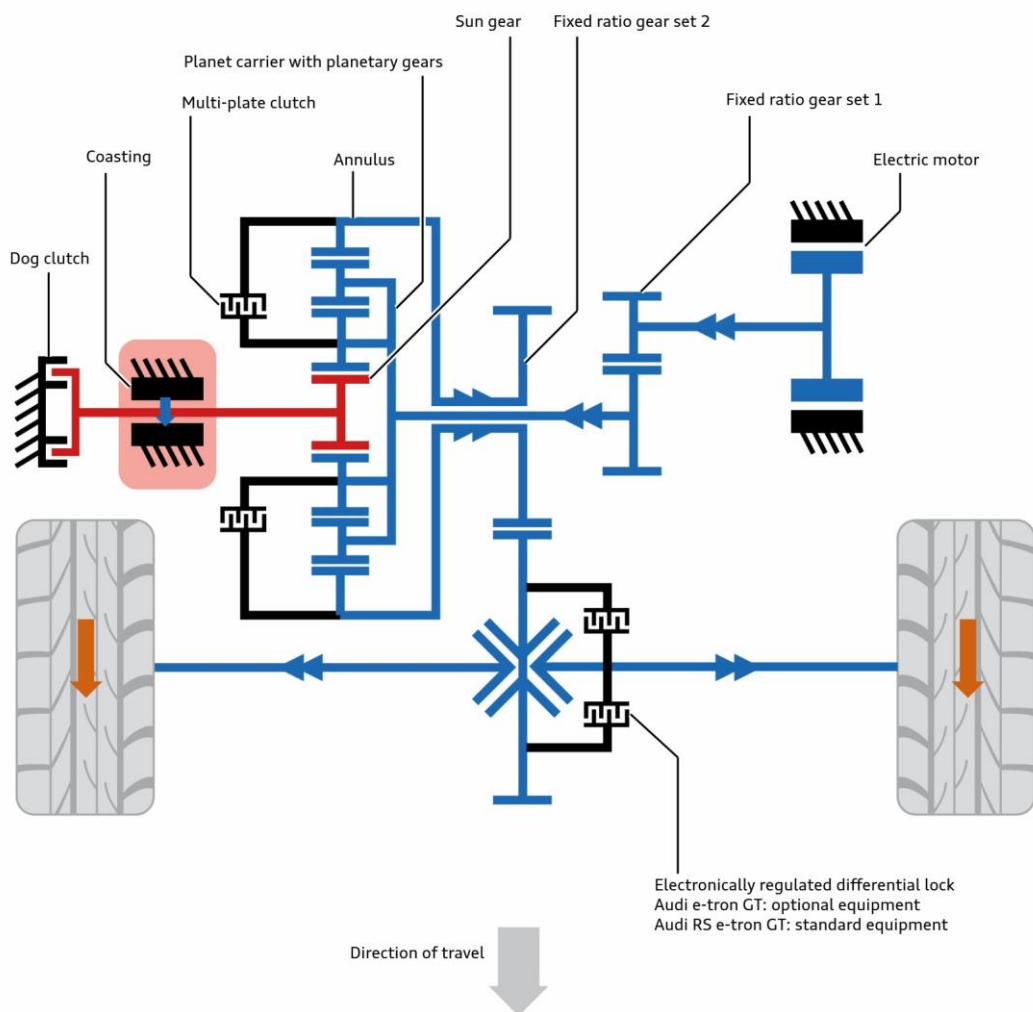 Sun gear
Fixed ratio gear set 2
Planet carrier with planetary gears
Multi-plate clutch
Fixed ratio gear set 1
Coasting
Annulus
Electric motor
Dog clutch
Electronically regulated differential lock
Audi e-tron GT: optional equipment
Audi RS e-tron GT: standard equipment
Direction of travel